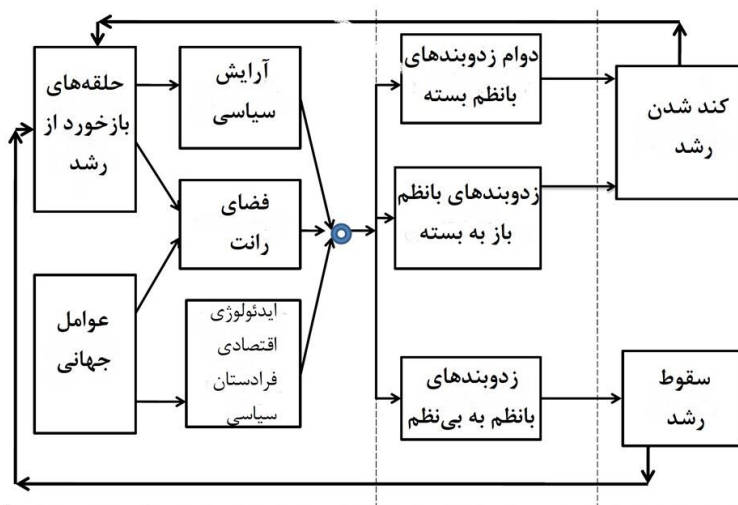 حلقه‌های
بازخورد از
رشد
آرایش
سیاسی
دوام زدوبندهای
بانظم بسته
کند شدن
رشد
فضای
رانت
زدوبندهای بانظم
باز به بسته
عوامل
جهانی
ایدئولوژی
اقتصادی
فرادستان
سیاسی
زدوبندهای
بانظم به بی‌نظم
سقوط
رشد